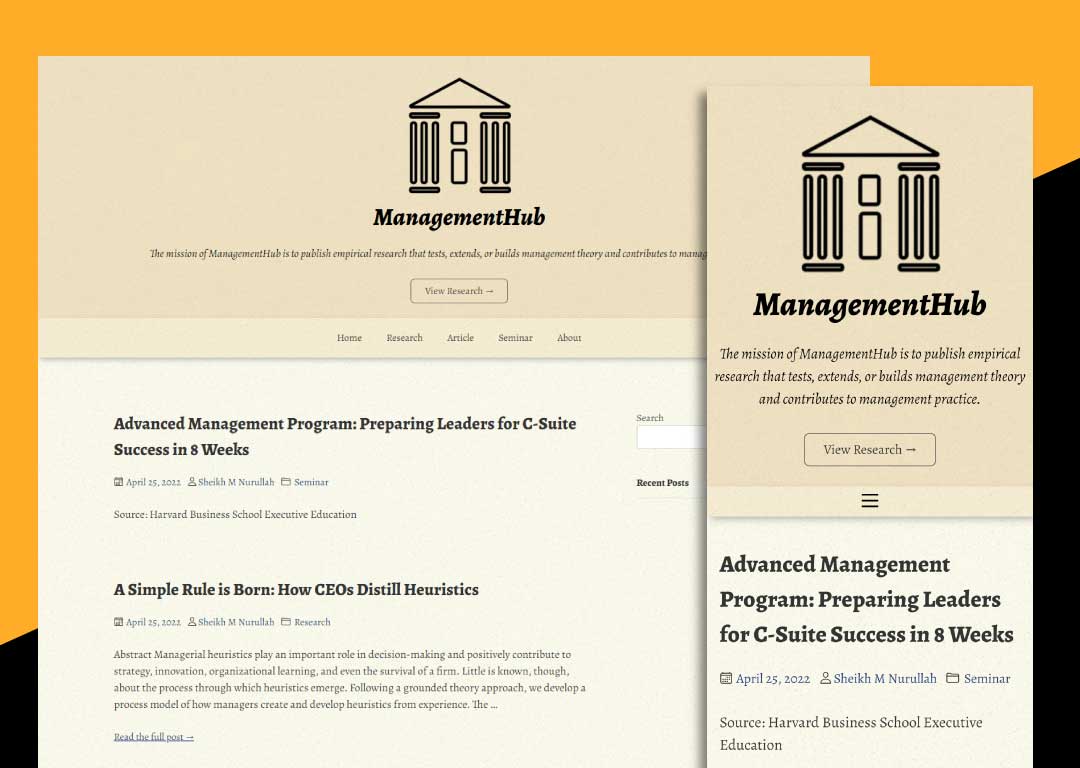 ManagementHub
The mission of ManagementHub is to publish empirical research that tests, extends, or builds management theory and contributes to
View Research →
Home Research Article Seminar About
Advanced Management Program: Preparing Leaders for C-Suite
Success in 8 Weeks
April 25, 2022 Sheikh M Nurullah Seminar
Source: Harvard Business School Executive Education
A Simple Rule is Born: How CEOs Distill Heuristics
April 25, 2022 Sheikh M Nurullah Research
Abstract Managerial heuristics play an important role in decision-making and positively contribute to
strategy, innovation, organizational learning, and even the survival of a firm. Little is known, though,
about the process through which heuristics emerge. Following a grounded theory approach, we develop a
process model of how managers create and develop heuristics from experience. The ...
Read the full post →
Search
Recent Posts
ManagementHub
The mission of ManagementHub is to publish empirical
research that tests, extends, or builds management theory
and contributes to management practice.
View Research →
Advanced Management
Program: Preparing Leaders
for C-Suite Success in 8 Weeks
April 25, 2022 Sheikh M Nurullah Seminar
Source: Harvard Business School Executive
Education